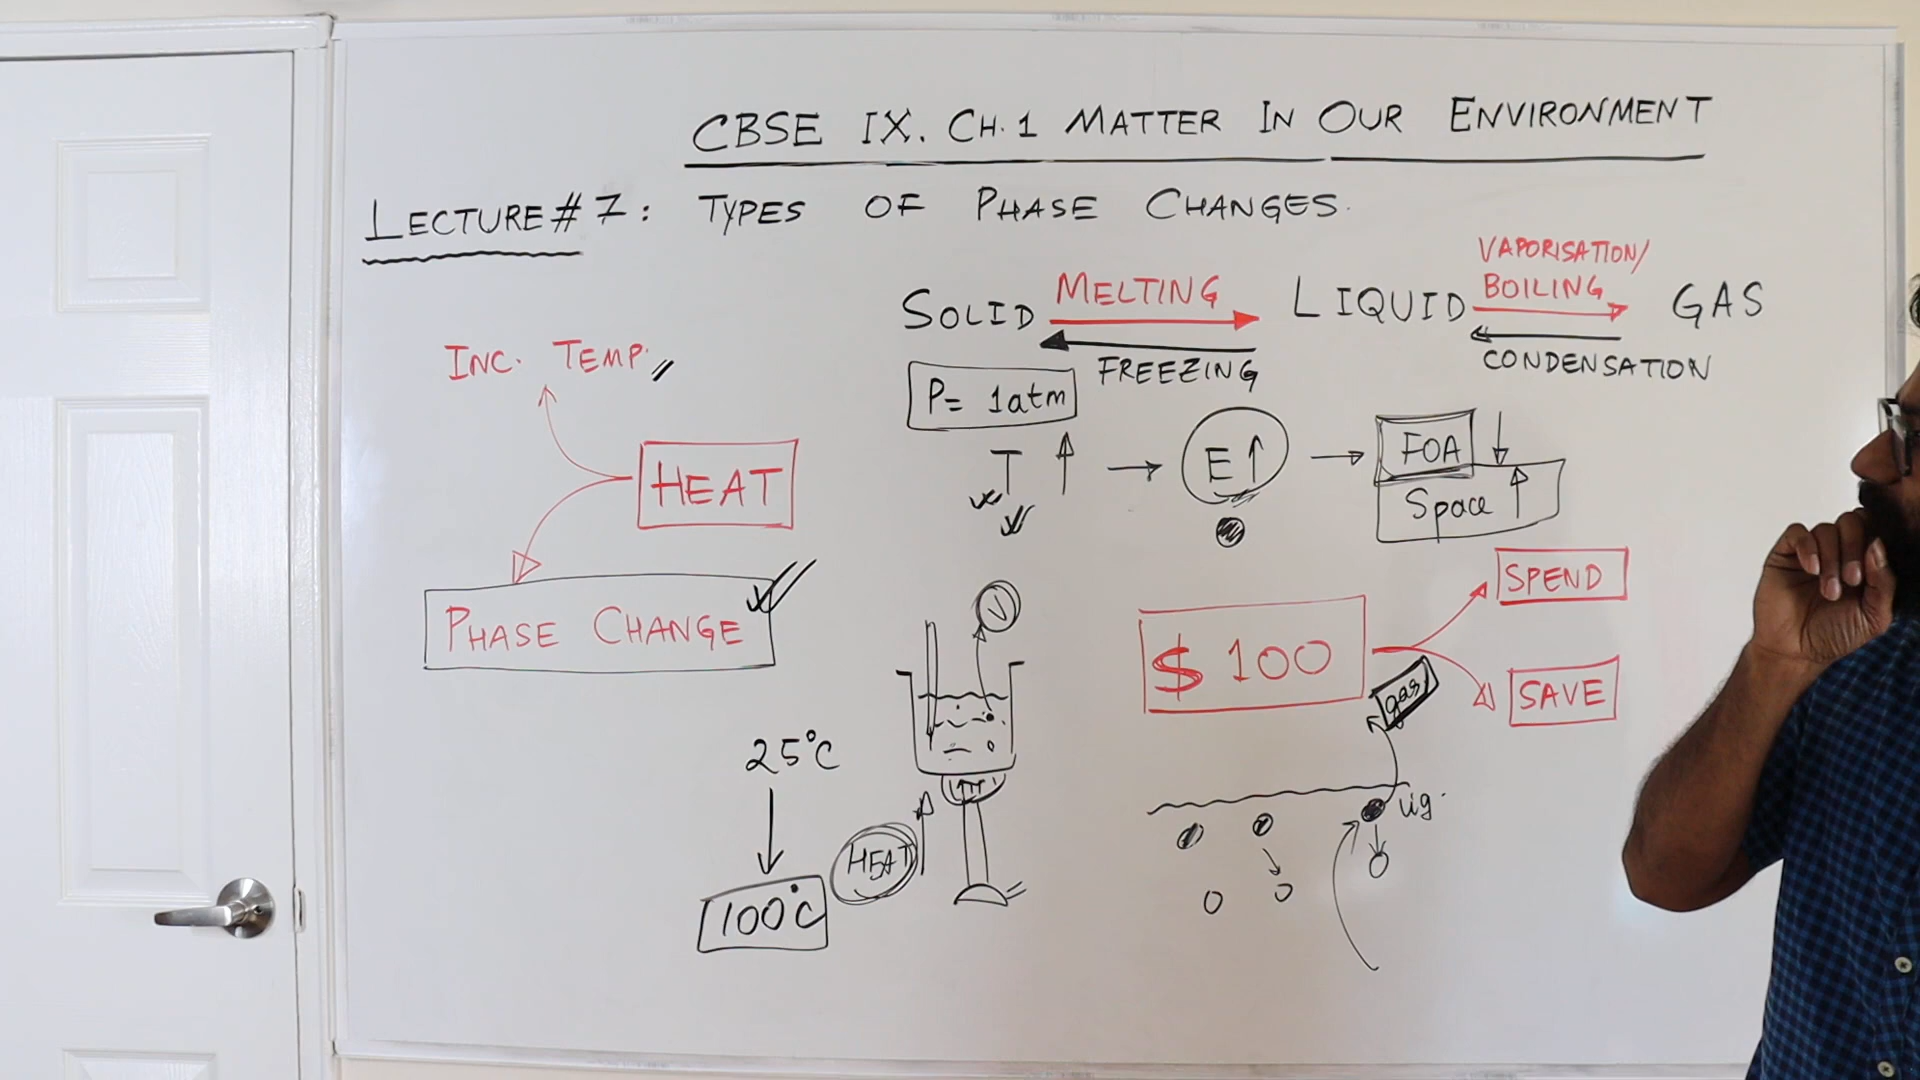 CBSE IX. CH.1 MATTER IN OUR ENVIRONMENT
LECTURE# 7: TYPES OF PHASE CHANGES.
SOLID MELTING LIQUID VAPORISATION/
BOILING GAS
FREEZING CONDENSATION
INC. TEMP.
HEAT
PHASE CHANGE
P= 1atm
T ↑ → E↑ → FOA ↓
Space ↑
$ 100
SPEND
SAVE
V
25°C
100°C
HEAT
gas
liq.